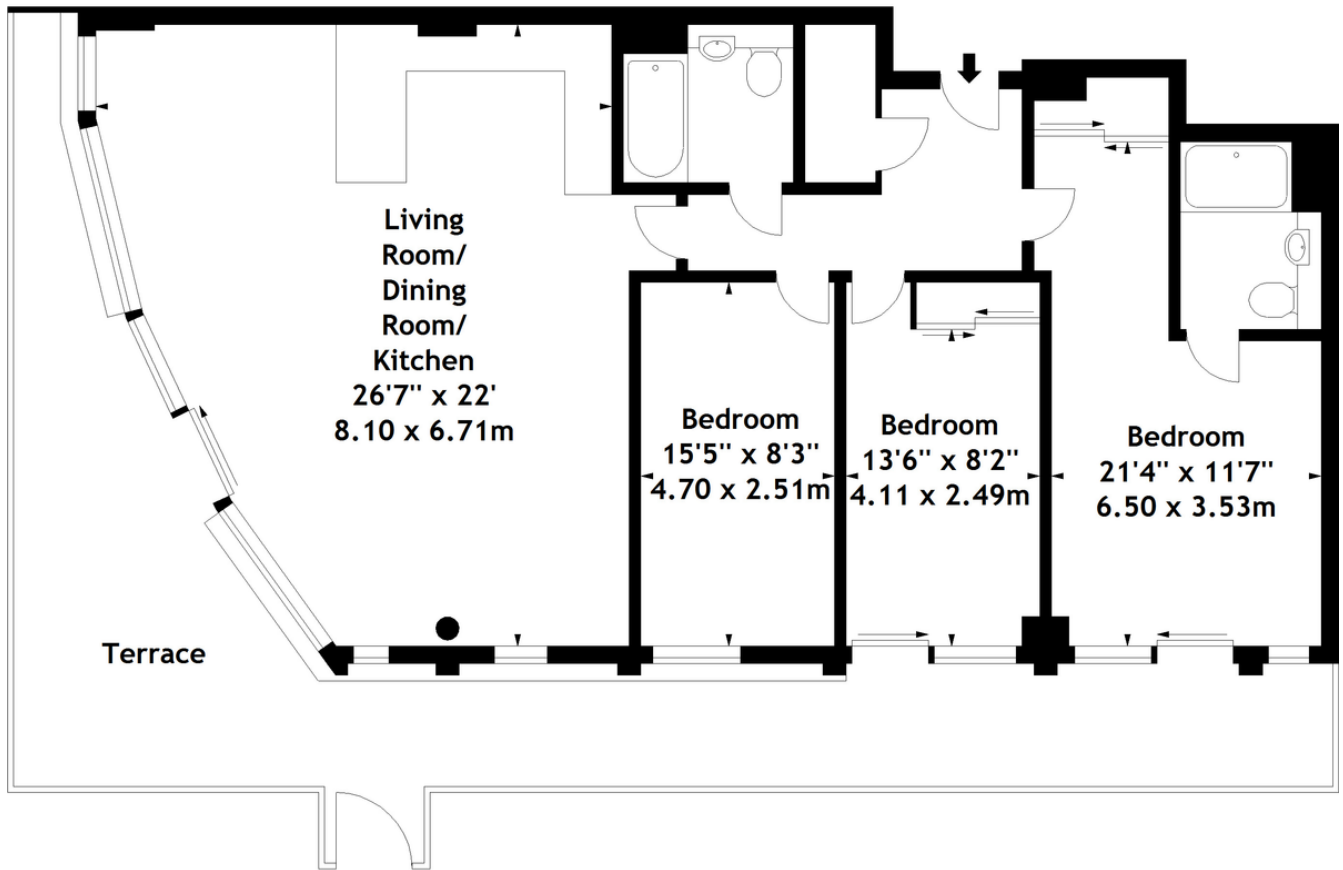 Living
Room/
Dining
Room/
Kitchen
26'7" x 22'
8.10 x 6.71m
Bedroom
15'5" x 8'3"
4.70 x 2.51m
Bedroom
13'6" x 8'2"
4.11 x 2.49m
Bedroom
21'4" x 11'7"
6.50 x 3.53m
Terrace